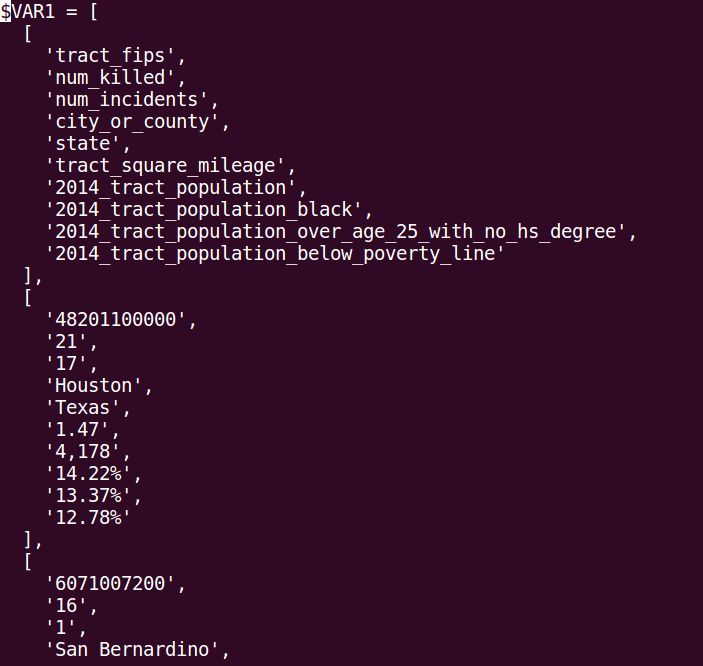 $VAR1 = [
  [
    'tract_fips',
    'num_killed',
    'num_incidents',
    'city_or_county',
    'state',
    'tract_square_mileage',
    '2014_tract_population',
    '2014_tract_population_black',
    '2014_tract_population_over_age_25_with_no_hs_degree',
    '2014_tract_population_below_poverty_line'
  ],
  [
    '48201100000',
    '21',
    '17',
    'Houston',
    'Texas',
    '1.47',
    '4,178',
    '14.22%',
    '13.37%',
    '12.78%'
  ],
  [
    '6071007200',
    '16',
    '1',
    'San Bernardino',